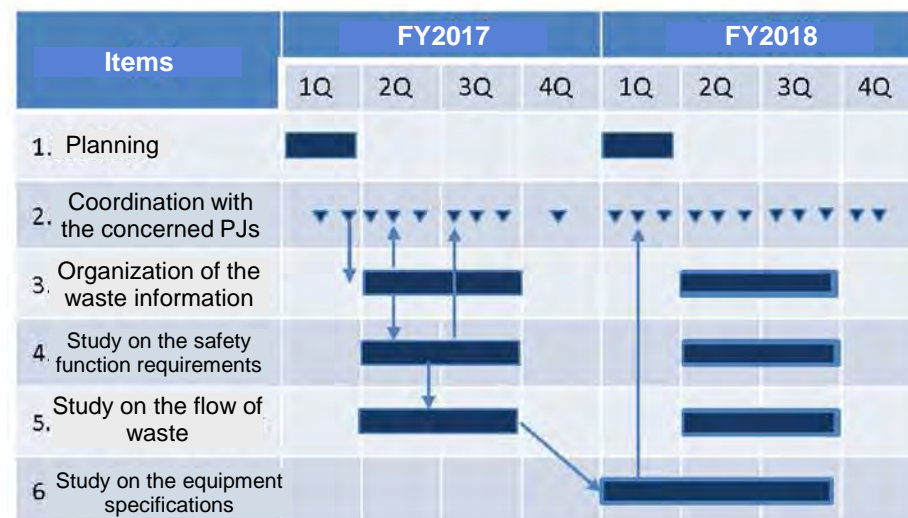 Items
FY2017
FY2018
1Q 2Q 3Q 4Q 1Q 2Q 3Q 4Q
1. Planning
2. Coordination with
the concerned PJs
3. Organization of the
waste information
4. Study on the safety
function requirements
5. Study on the flow of
waste
6 Study on the equipment
specifications